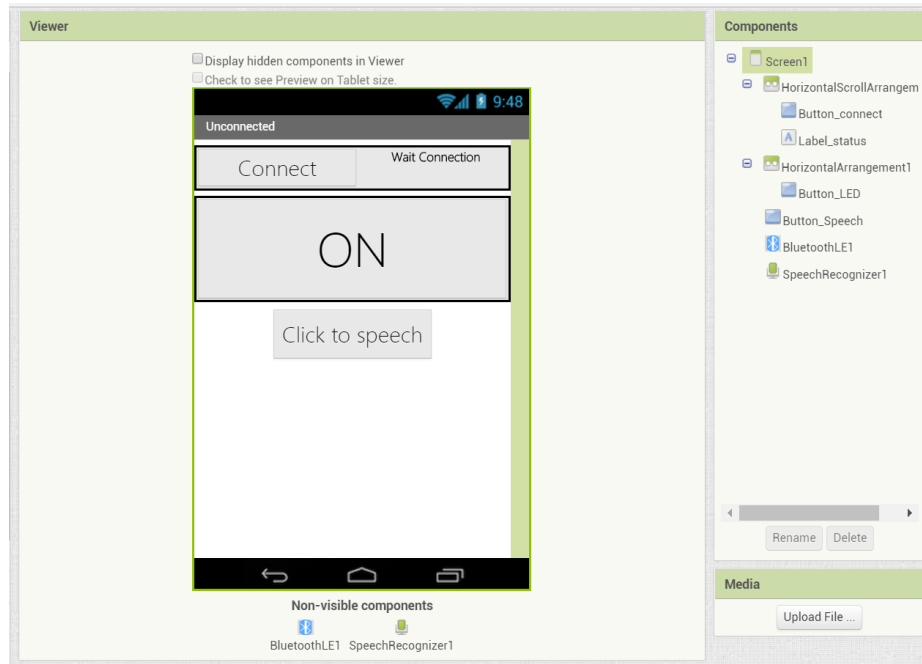 Viewer
Display hidden components in Viewer
Check to see Preview on Tablet size.
9:48
Unconnected
Connect
Wait Connection
ON
Click to speech
Non-visible components
BluetoothLE1 SpeechRecognizer1
Components
Screen1
HorizontalScrollArrangem
Button_connect
A Label_status
HorizontalArrangement1
Button_LED
Button_Speech
BluetoothLE1
SpeechRecognizer1
Rename Delete
Media
Upload File ...